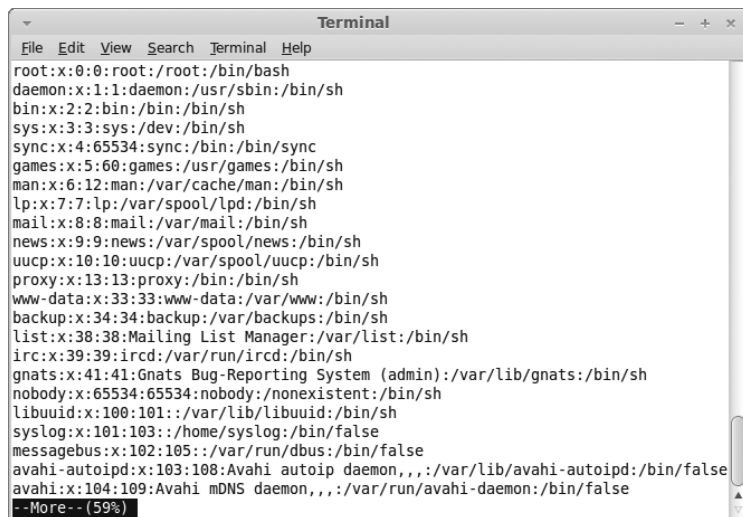 Terminal
File Edit View Search Terminal Help
root:x:0:0:root:/root:/bin/bash
daemon:x:1:1:daemon:/usr/sbin:/bin/sh
bin:x:2:2:bin:/bin:/bin/sh
sys:x:3:3:sys:/dev:/bin/sh
sync:x:4:65534:sync:/bin:/bin/sync
games:x:5:60:games:/usr/games:/bin/sh
man:x:6:12:man:/var/cache/man:/bin/sh
lp:x:7:7:lp:/var/spool/lpd:/bin/sh
mail:x:8:8:mail:/var/mail:/bin/sh
news:x:9:9:news:/var/spool/news:/bin/sh
uucp:x:10:10:uucp:/var/spool/uucp:/bin/sh
proxy:x:13:13:proxy:/bin:/bin/sh
www-data:x:33:33:www-data:/var/www:/bin/sh
backup:x:34:34:backup:/var/backups:/bin/sh
list:x:38:38:Mailing List Manager:/var/list:/bin/sh
irc:x:39:39:ircd:/var/run/ircd:/bin/sh
gnats:x:41:41:Gnats Bug-Reporting System (admin):/var/lib/gnats:/bin/sh
nobody:x:65534:65534:nobody:/nonexistent:/bin/sh
libuuid:x:100:101::/var/lib/libuuid:/bin/sh
syslog:x:101:103::/home/syslog:/bin/false
messagebus:x:102:105::/var/run/dbus:/bin/false
avahi-autoipd:x:103:108:Avahi autoip daemon,,,:/var/lib/avahi-autoipd:/bin/false
avahi:x:104:109:Avahi mDNS daemon,,,:/var/run/avahi-daemon:/bin/false
--More--(59%)